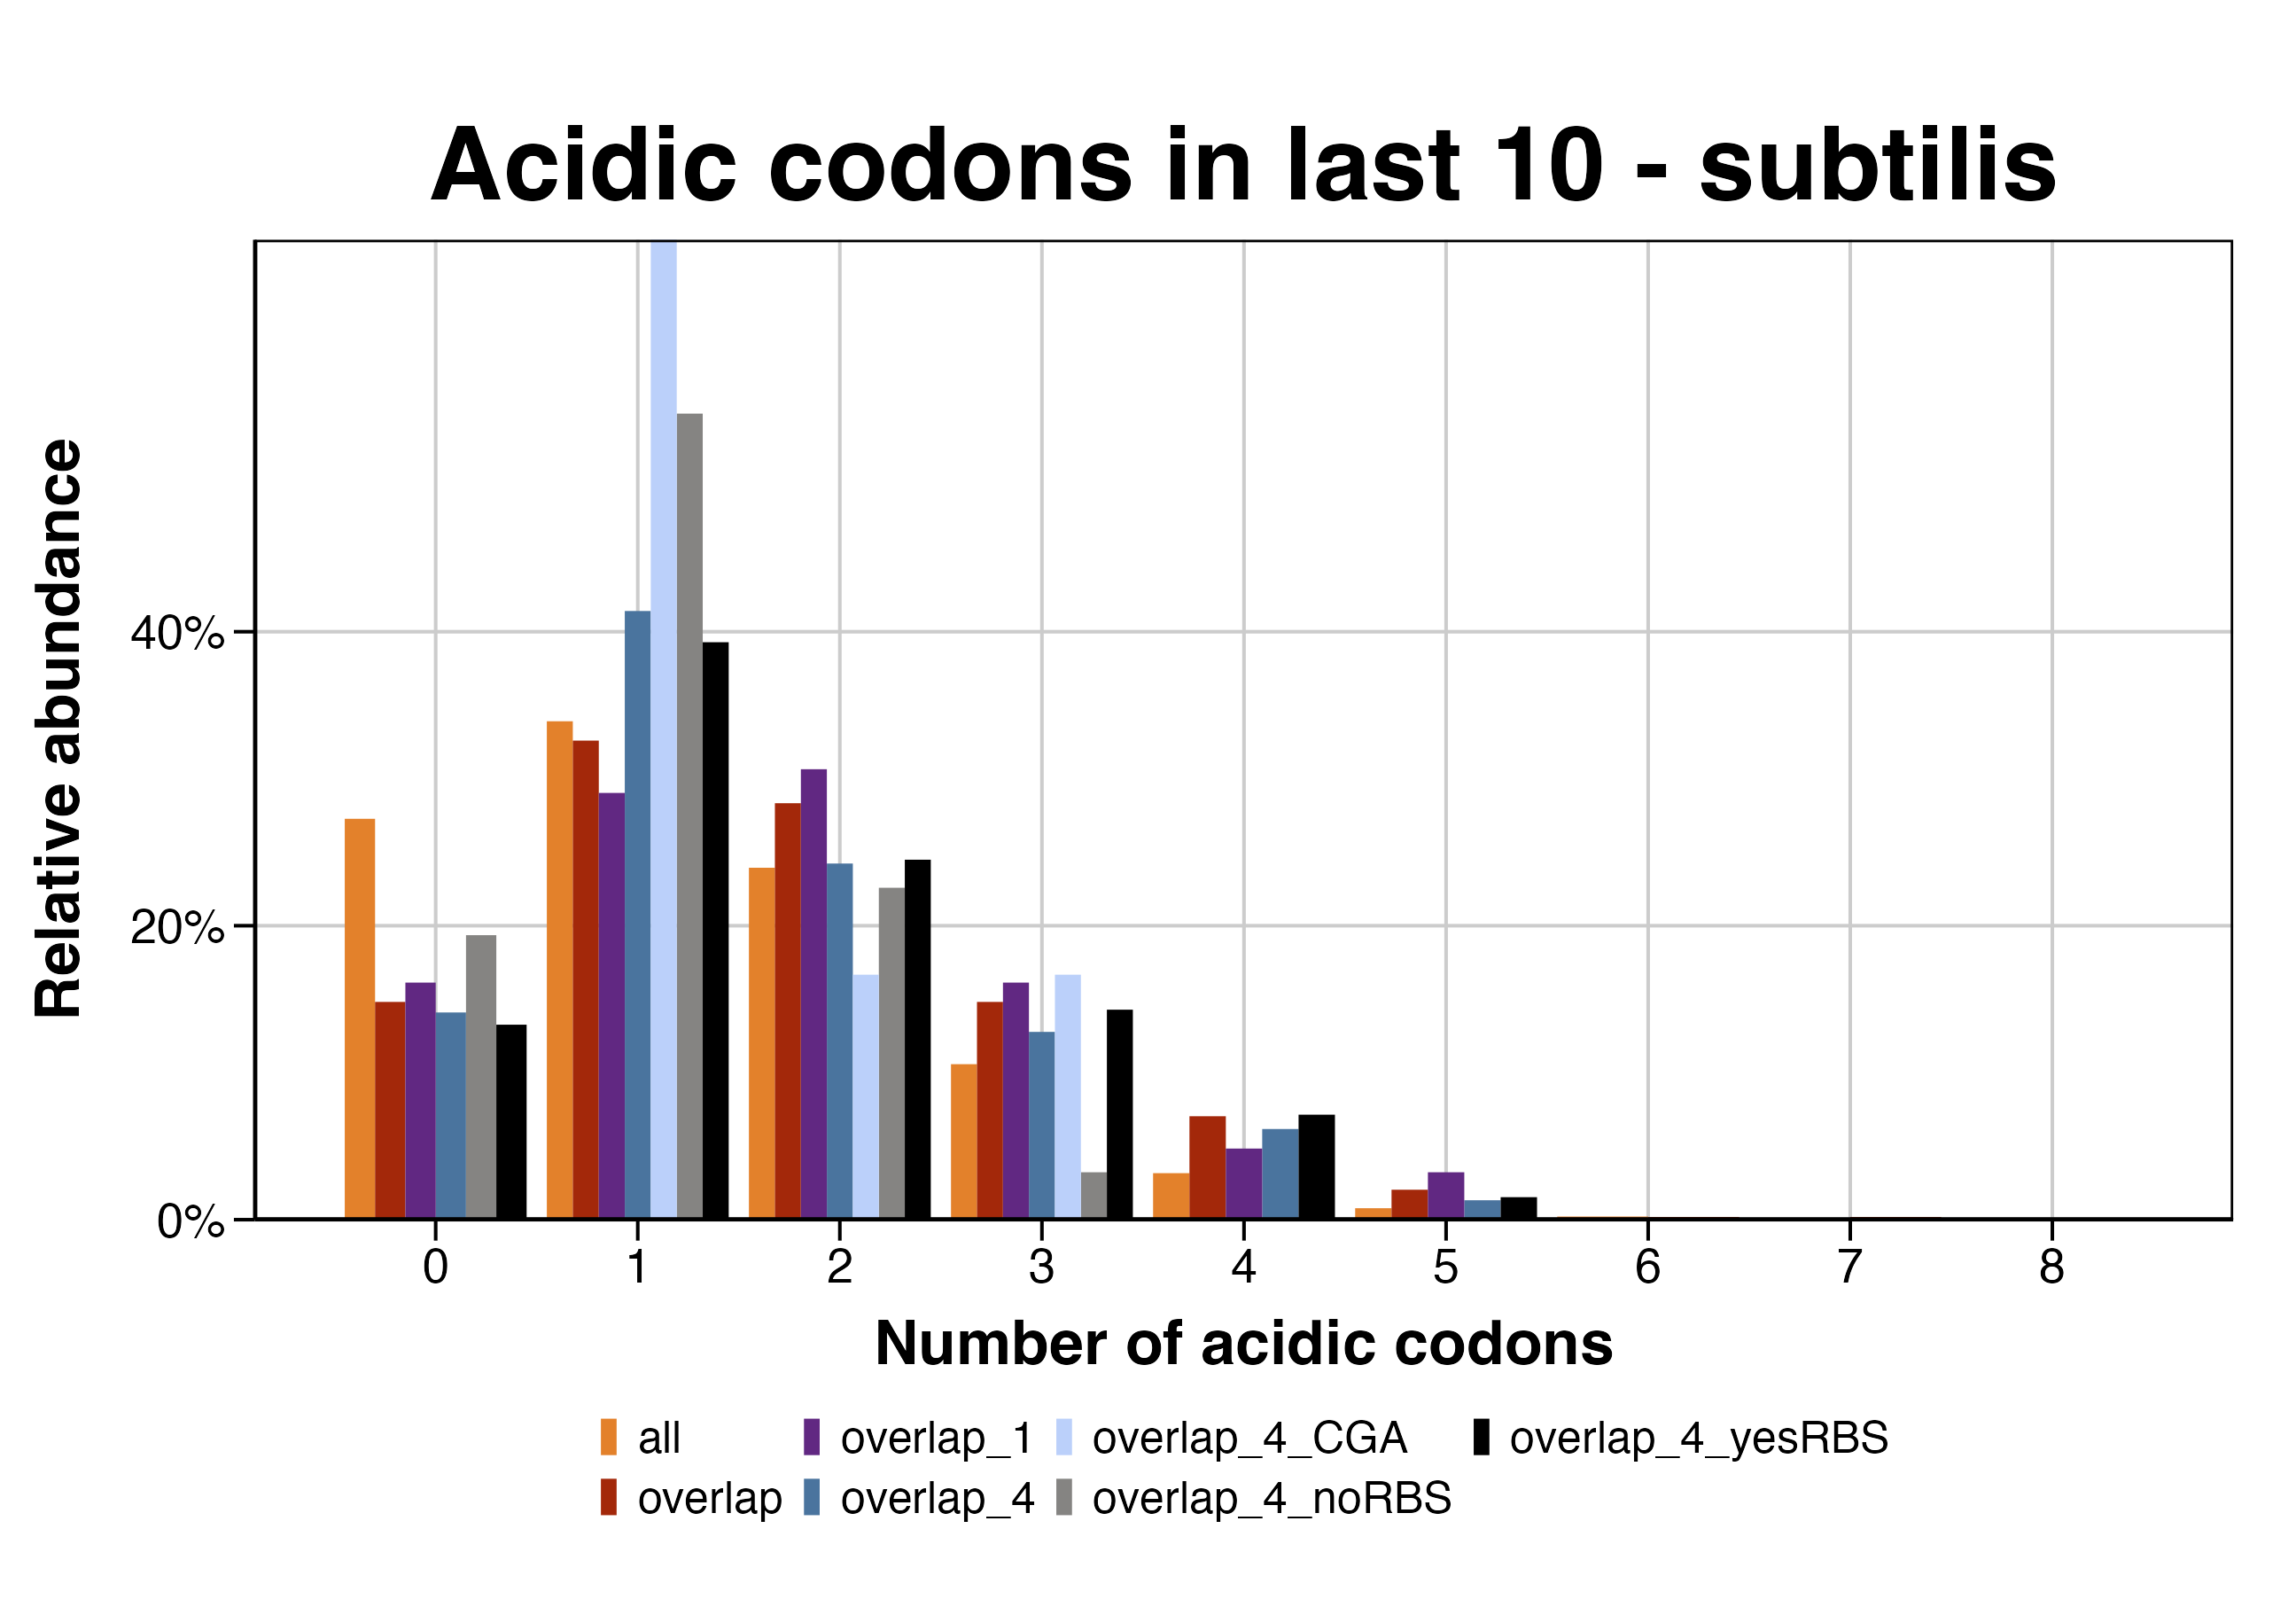 Acidic codons in last 10 - subtilis
Relative abundance
40%
20%
0%
0 1 2 3 4 5 6 7 8
Number of acidic codons
all overlap_1 overlap_4_CGA overlap_4_yesRBS
overlap overlap_4 overlap_4_noRBS